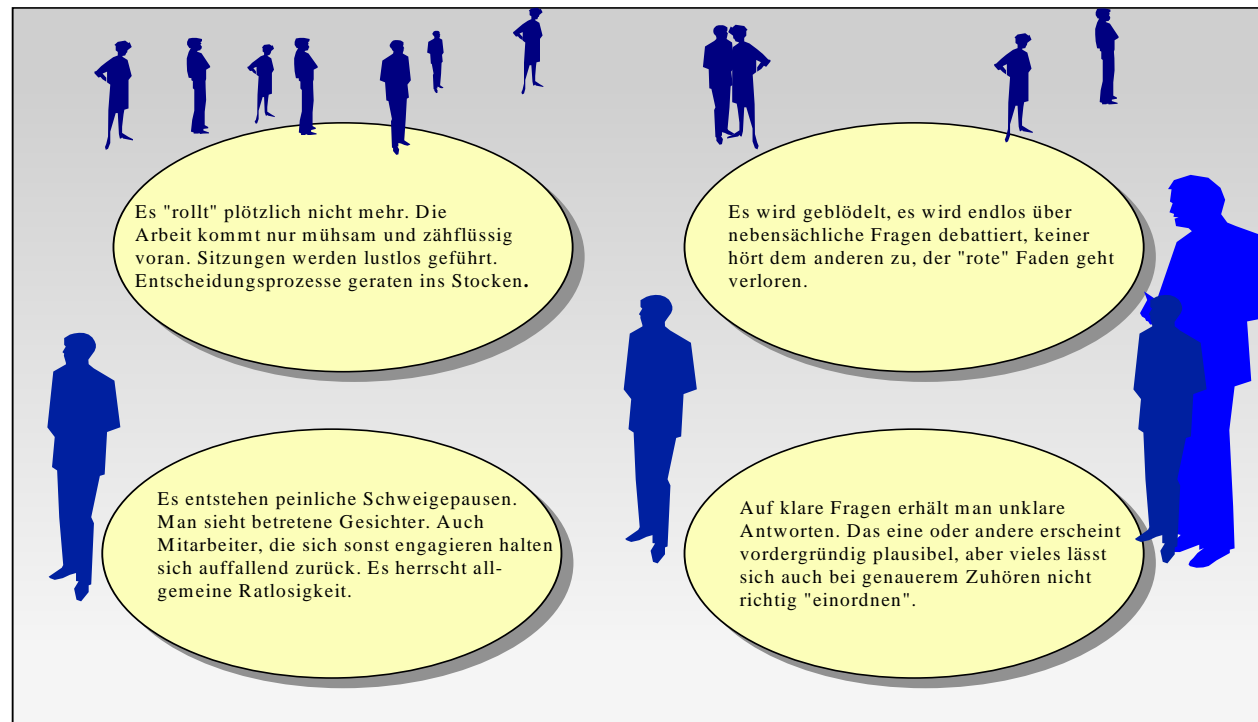 Es "rollt" plötzlich nicht mehr. Die
Arbeit kommt nur mühsam und zähflüssig
voran. Sitzungen werden lustlos geführt.
Entscheidungsprozesse geraten ins Stocken.
Es wird geblödelt, es wird endlos über
nebensächliche Fragen debattiert, keiner
hört dem anderen zu, der "rote" Faden geht
verloren.
Es entstehen peinliche Schweigepausen.
Man sieht betretene Gesichter. Auch
Mitarbeiter, die sich sonst engagieren halten
sich auffallend zurück. Es herrscht all-
gemeine Ratlosigkeit.
Auf klare Fragen erhält man unklare
Antworten. Das eine oder andere erscheint
vordergründig plausibel, aber vieles lässt
sich auch bei genauerem Zuhören nicht
richtig "einordnen".